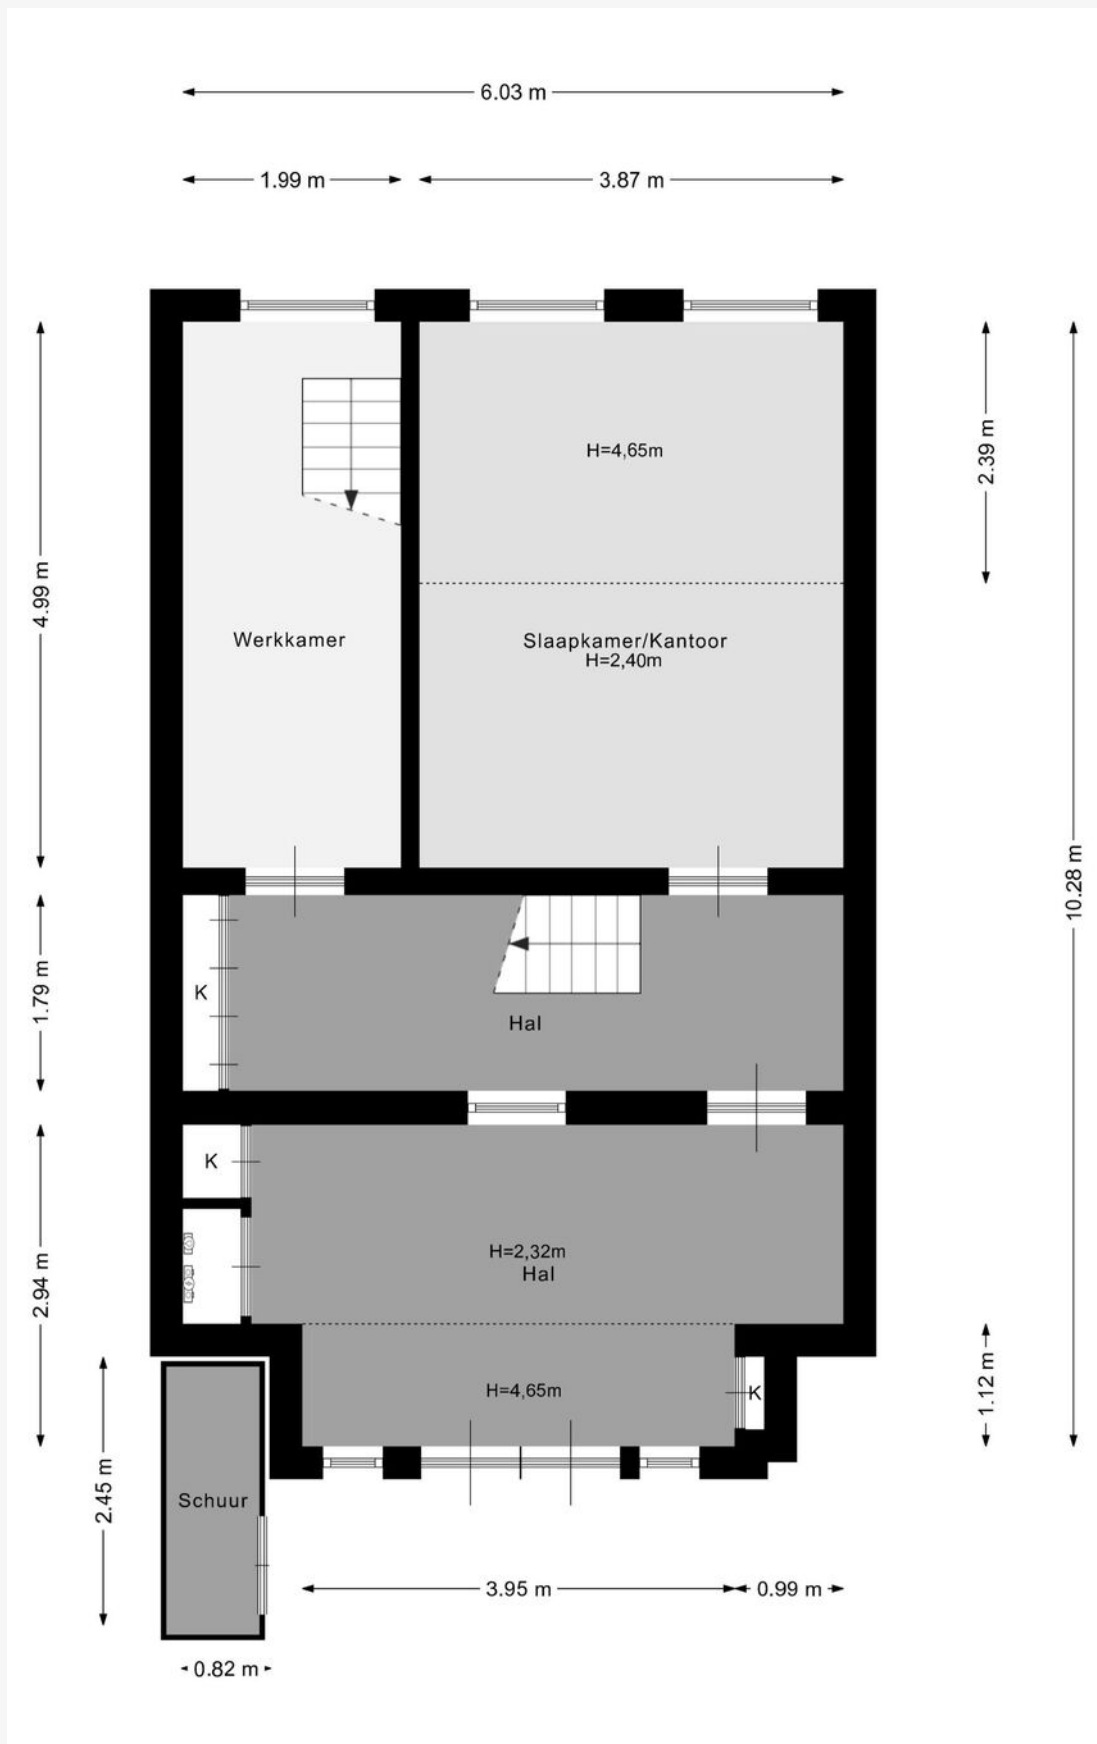 6.03 m
1.99 m
3.87 m
H=4,65m
2.39 m
4.99 m
Werkkamer
Slaapkamer/Kantoor
H=2,40m
10.28 m
K
1.79 m
Hal
K
H=2,32m
Hal
2.94 m
H=4,65m
K
1.12 m
2.45 m
Schuur
3.95 m
0.99 m
0.82 m